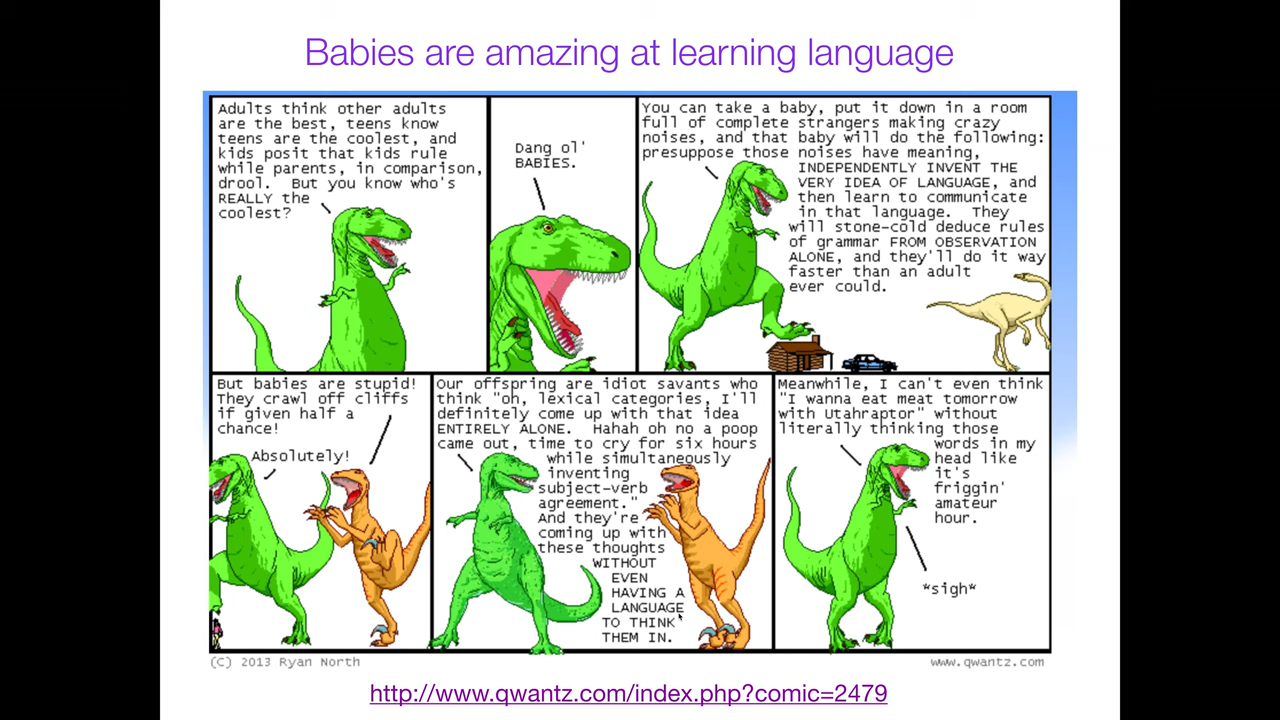 Babies are amazing at learning language
Adults think other adults
are the best, teens know
teens are the coolest, and
kids posit that kids rule
while parents, in comparison,
drool. But you know who's
REALLY the
coolest?
Dang ol'
BABIES.
You can take a baby, put it down in a room
full of complete strangers making crazy
noises, and that baby will do the following:
presuppose those noises have meaning,
INDEPENDENTLY INVENT THE
VERY IDEA OF LANGUAGE, and
then learn to communicate
in that language. They
will stone-cold deduce rules
of grammar FROM OBSERVATION
ALONE, and they'll do it way
faster than an adult
ever could.
But babies are stupid!
They crawl off cliffs
if given half a
chance!
Absolutely!
Our offspring are idiot savants who
think "oh, lexical categories, I'll
definitely come up with that idea
ENTIRELY ALONE. Hahah oh no a poop
came out, time to cry for six hours
while simultaneously
inventing
subject-verb
agreement."
And they're
coming up with
these thoughts
WITHOUT
EVEN
HAVING A
LANGUAGE
TO THINK
THEM IN.
Meanwhile, I can't even think
"I wanna eat meat tomorrow
with Utahraptor" without
literally thinking those
words in my
head like
it's
friggin'
amateur
hour.
*sigh*
(C) 2013 Ryan North
www.qwantz.com
http://www.qwantz.com/index.php?comic=2479